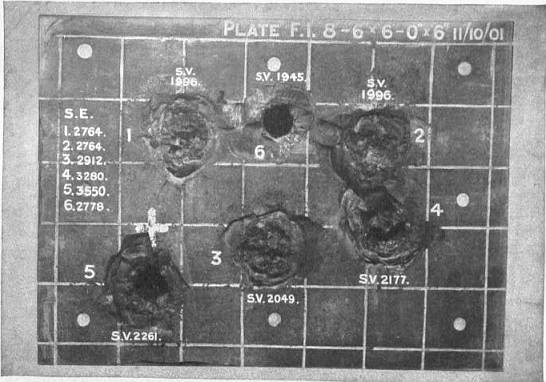 PLATE F.I. 8-6"× 6-0"× 6" 11/10/01
S.V.
1996.
S.V. 1945.
S.V.
1996.
S.E.
1. 2764.
2. 2764.
3. 2912.
4. 3280.
5. 3550.
6. 2778.
1
6
2
4
3
5
S.V. 2177.
S.V. 2049.
S.V. 2261.